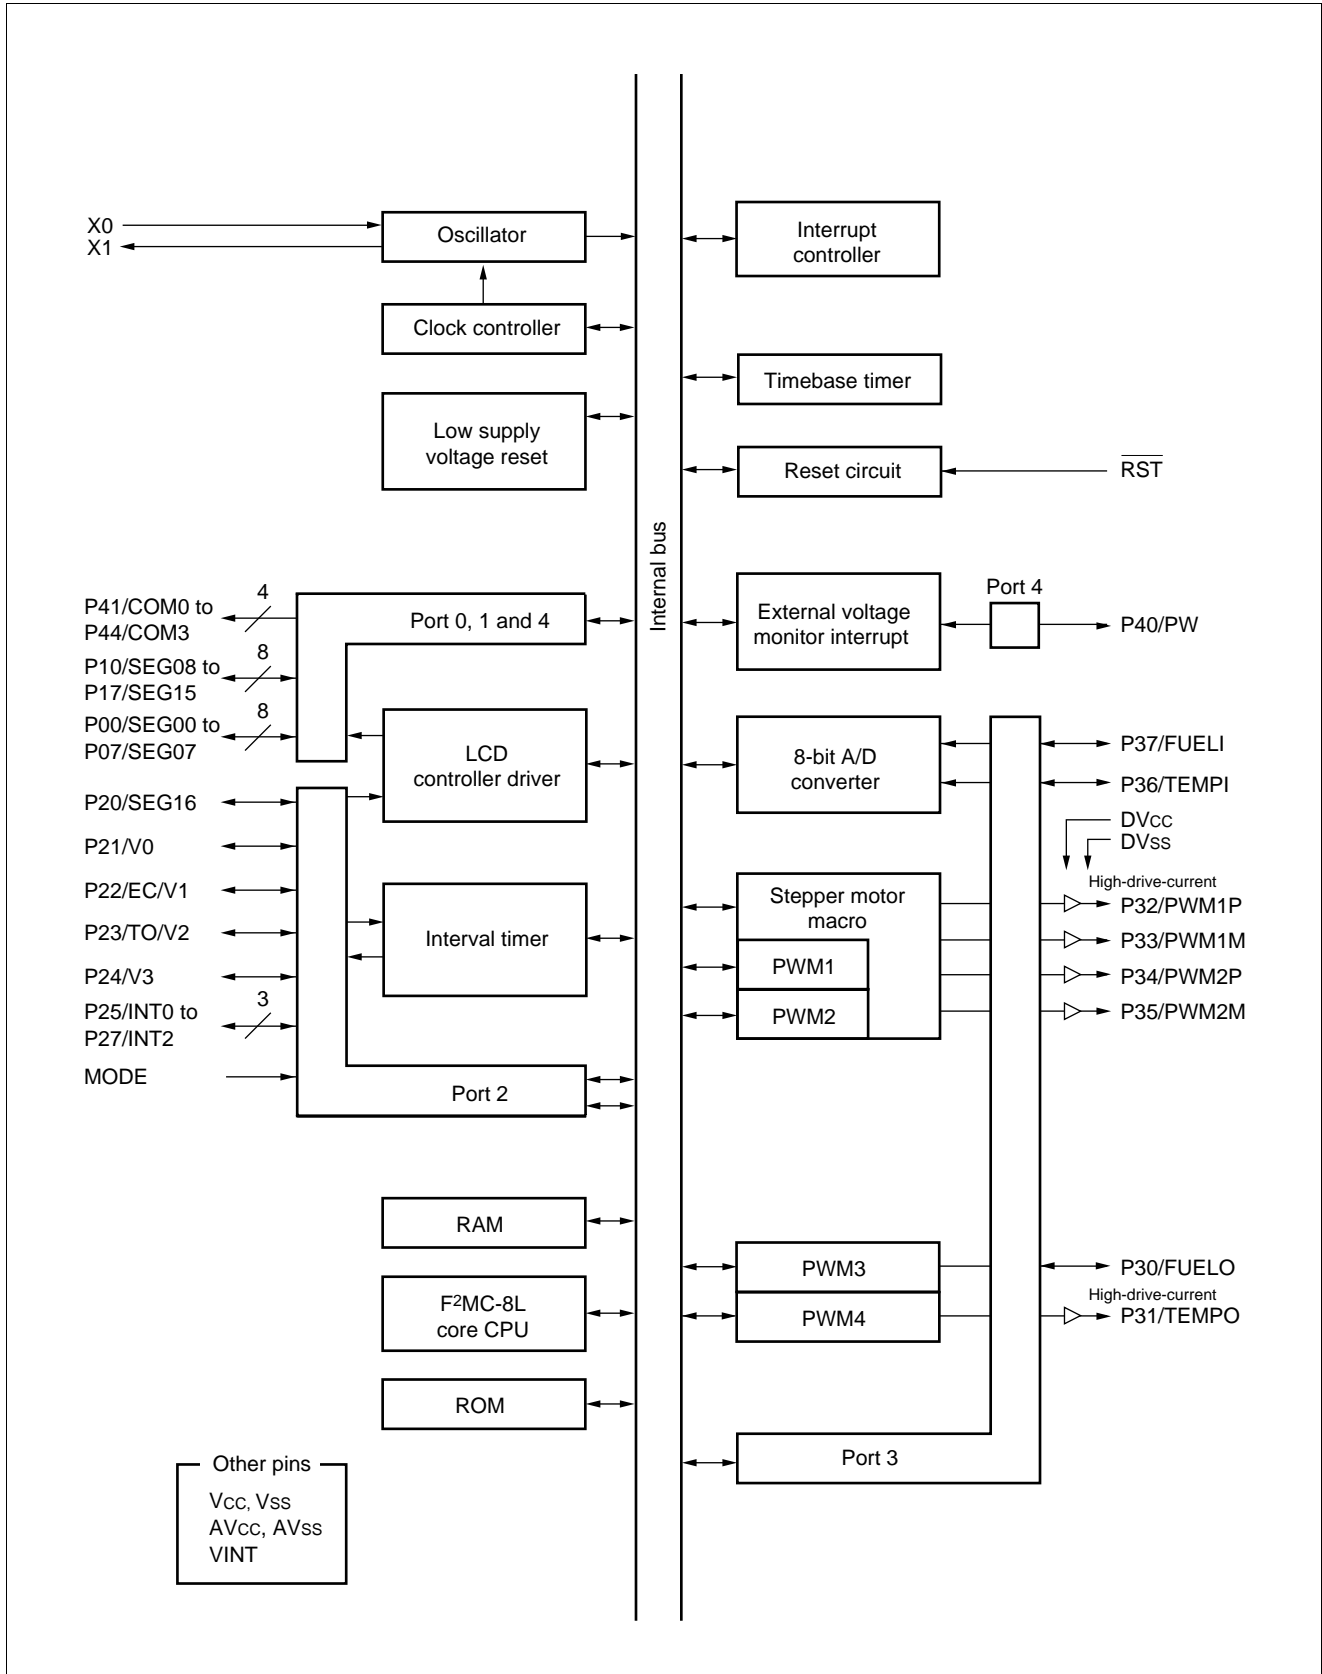 X0
X1
Oscillator
Clock controller
Low supply
voltage reset
4
P41/COM0 to
P44/COM3
Port 0, 1 and 4
8
P10/SEG08 to
P17/SEG15
8
P00/SEG00 to
P07/SEG07
LCD
controller driver
P20/SEG16
P21/V0
P22/EC/V1
P23/TO/V2
P24/V3
3
P25/INT0 to
P27/INT2
MODE
Interval timer
Port 2
RAM
F2MC-8L
core CPU
ROM
Other pins
VCC, VSS
AVCC, AVSS
VINT
Internal bus
Interrupt
controller
Timebase timer
Reset circuit
RST
External voltage
monitor interrupt
Port 4
P40/PW
8-bit A/D
converter
P37/FUELI
P36/TEMPI
DVCC
DVSS
High-drive-current
Stepper motor
macro
PWM1
PWM2
P32/PWM1P
P33/PWM1M
P34/PWM2P
P35/PWM2M
PWM3
PWM4
P30/FUELO
High-drive-current
P31/TEMPO
Port 3